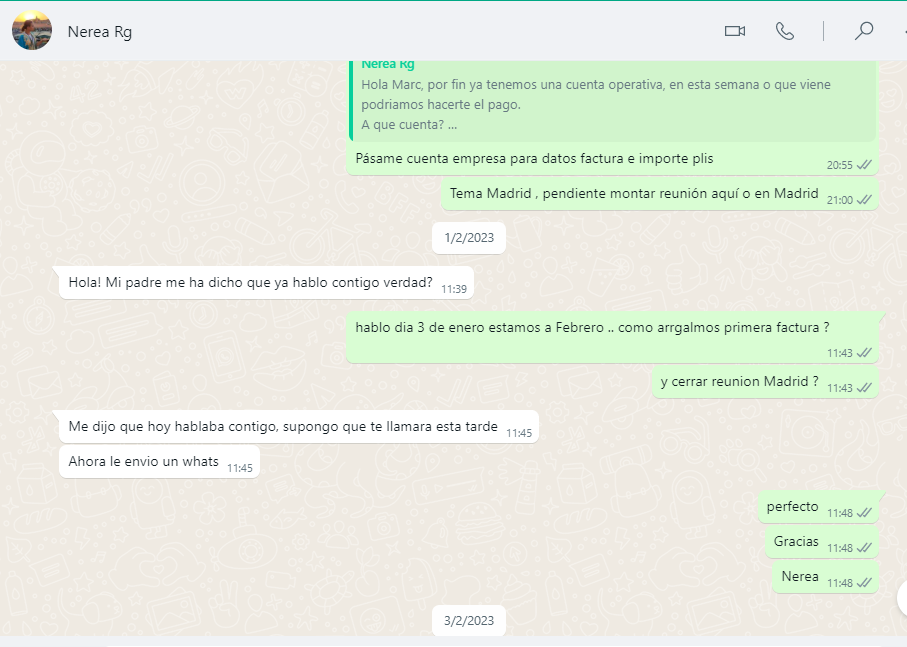 Nerea Rg
Nerea Rg
Hola Marc, por fin ya tenemos una cuenta operativa, en esta semana o que viene
podriamos hacerte el pago.
A que cuenta? ...
Pásame cuenta empresa para datos factura e importe plis
20:55
Tema Madrid , pendiente montar reunión aquí o en Madrid
21:00
1/2/2023
Hola! Mi padre me ha dicho que ya hablo contigo verdad?
11:39
hablo dia 3 de enero estamos a Febrero .. como arrgalmos primera factura ?
11:43
y cerrar reunion Madrid ?
11:43
Me dijo que hoy hablaba contigo, supongo que te llamara esta tarde
11:45
Ahora le envio un whats
11:45
perfecto
11:48
Gracias
11:48
Nerea
11:48
3/2/2023